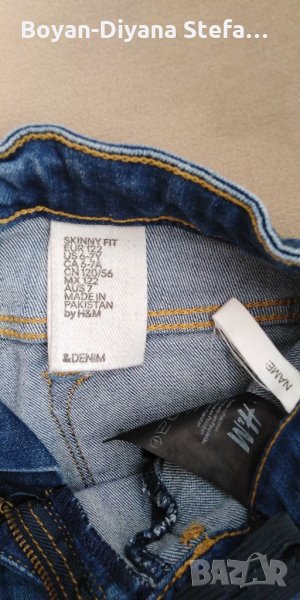 Boyan-Diyana Stefa...
SKINNY FIT
EUR 122
US 6-7Y
CA 6-7A
CN 120/56
MX 122
AUS 7
MADE IN
PAKISTAN
by H&M
&DENIM
NAME:
H&M
BAZAR